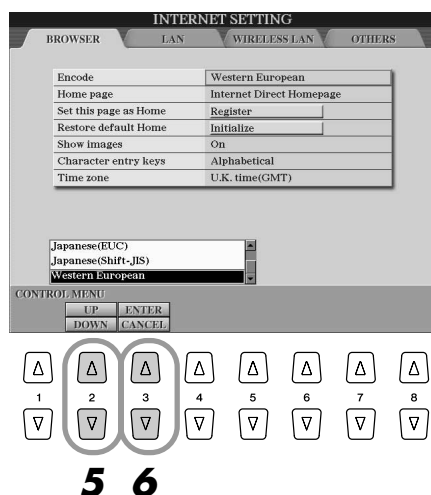 INTERNET SETTING
BROWSER LAN WIRELESS LAN OTHERS
Encode Western European
Home page Internet Direct Homepage
Set this page as Home Register
Restore default Home Initialize
Show images On
Character entry keys Alphabetical
Time zone U.K. time(GMT)
Japanese(EUC)
Japanese(Shift-JIS)
Western European
CONTROL MENU
UP ENTER
DOWN CANCEL
1 2 3 4 5 6 7 8
5 6